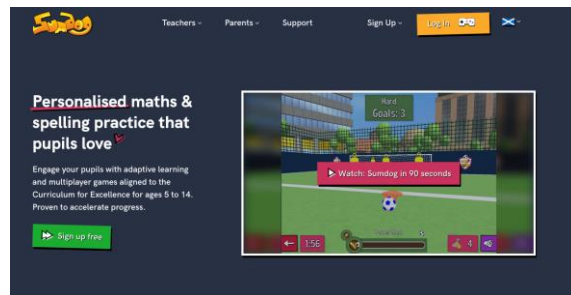 Sumdog
Teachers
Parents
Support
Sign Up
Log In
Personalised maths &
spelling practice that
pupils love
Engage your pupils with adaptive learning
and multiplayer games aligned to the
Curriculum for Excellence for ages 5 to 14.
Proven to accelerate progress.
Sign up free
Hard
Goals: 3
Watch: Sumdog in 90 seconds
1:56
4